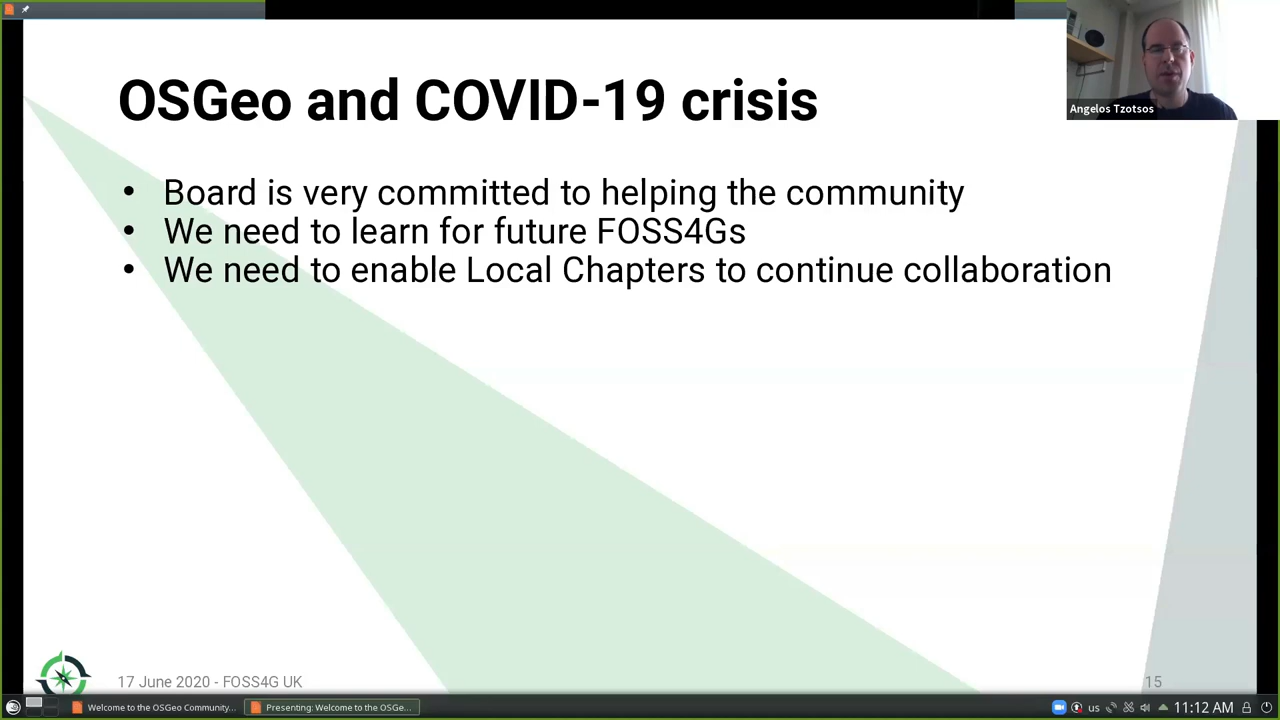 Angelos Tzotsos
OSGeo and COVID-19 crisis
• Board is very committed to helping the community
• We need to learn for future FOSS4Gs
• We need to enable Local Chapters to continue collaboration
17 June 2020 - FOSS4G UK
15
Welcome to the OSGeo Community...
Presenting: Welcome to the OSGe...
us
11:12 AM